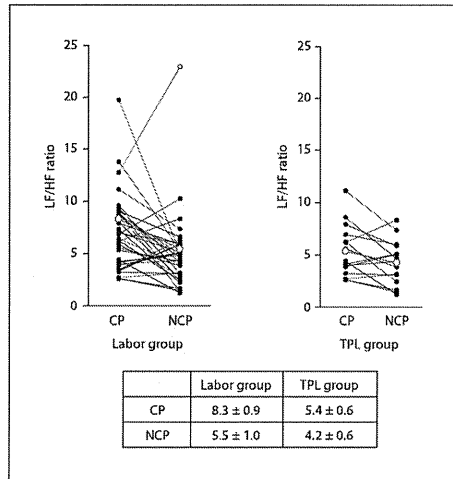 25
20
15
10
5
0
LF/HF ratio
CP NCP
Labor group
25
20
15
10
5
0
LF/HF ratio
CP NCP
TPL group
Labor group TPL group
CP 8.3 ± 0.9 5.4 ± 0.6
NCP 5.5 ± 1.0 4.2 ± 0.6